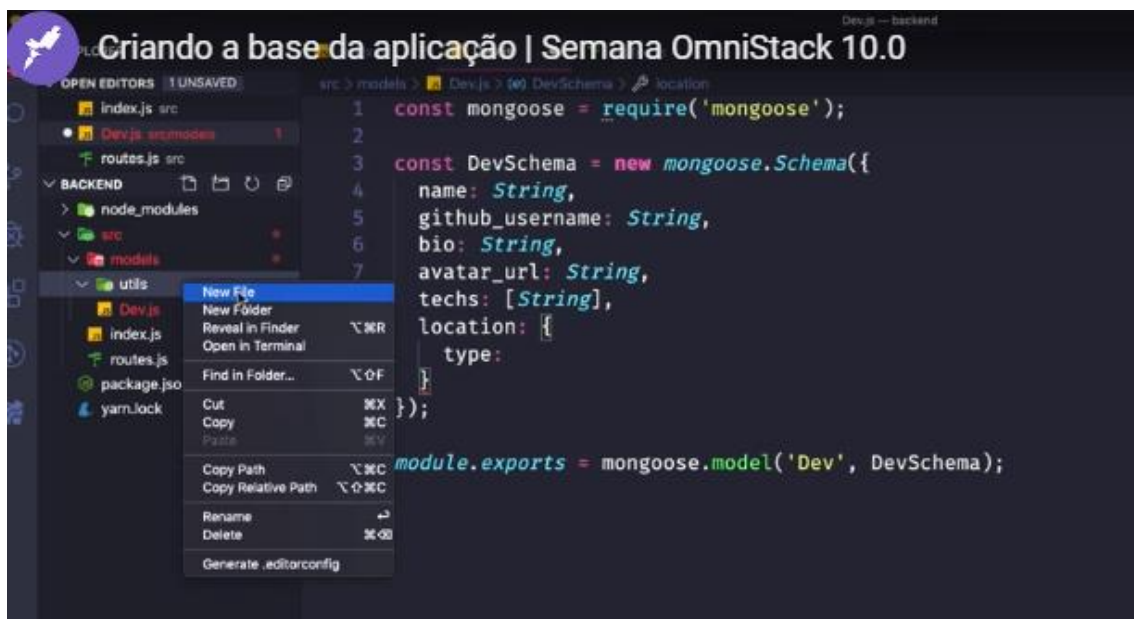 Dev.js — backend
Criando a base da aplicação | Semana OmniStack 10.0
OPEN EDITORS 1 UNSAVED
index.js src
Dev.js src/models 1
routes.js src
BACKEND
node_modules
src
models
utils
Dev.js
index.js
routes.js
package.jso
yarn.lock
New File
New Folder
Reveal in Finder ⌥⌘R
Open in Terminal
Find in Folder... ⌥⇧F
Cut ⌘X
Copy ⌘C
Paste ⌘V
Copy Path ⌥⌘C
Copy Relative Path ⌥⇧⌘C
Rename ↩
Delete ⌘⌫
Generate .editorconfig
src > models > Dev.js > DevSchema > location
1 const mongoose = require('mongoose');
2
3 const DevSchema = new mongoose.Schema({
4 name: String,
5 github_username: String,
6 bio: String,
7 avatar_url: String,
techs: [String],
location: {
type:
}
});
module.exports = mongoose.model('Dev', DevSchema);